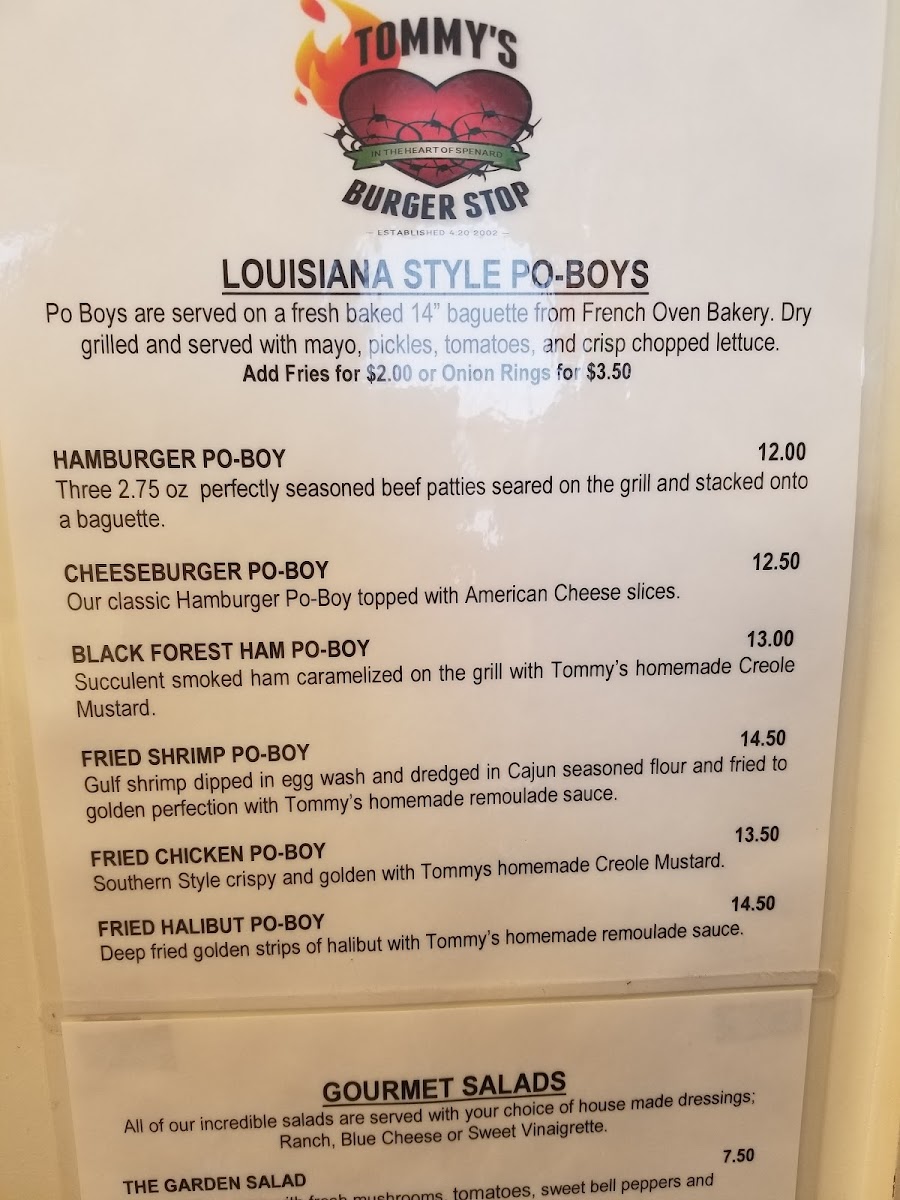 TOMMY'S
IN THE HEART OF SPENARD
BURGER STOP
— ESTABLISHED 4 20 2002 —
LOUISIANA STYLE PO-BOYS
Po Boys are served on a fresh baked 14” baguette from French Oven Bakery. Dry
grilled and served with mayo, pickles, tomatoes, and crisp chopped lettuce.
Add Fries for $2.00 or Onion Rings for $3.50
HAMBURGER PO-BOY 12.00
Three 2.75 oz perfectly seasoned beef patties seared on the grill and stacked onto
a baguette.
CHEESEBURGER PO-BOY 12.50
Our classic Hamburger Po-Boy topped with American Cheese slices.
BLACK FOREST HAM PO-BOY 13.00
Succulent smoked ham caramelized on the grill with Tommy’s homemade Creole
Mustard.
FRIED SHRIMP PO-BOY 14.50
Gulf shrimp dipped in egg wash and dredged in Cajun seasoned flour and fried to
golden perfection with Tommy’s homemade remoulade sauce.
FRIED CHICKEN PO-BOY 13.50
Southern Style crispy and golden with Tommys homemade Creole Mustard.
FRIED HALIBUT PO-BOY 14.50
Deep fried golden strips of halibut with Tommy’s homemade remoulade sauce.
GOURMET SALADS
All of our incredible salads are served with your choice of house made dressings;
Ranch, Blue Cheese or Sweet Vinaigrette.
THE GARDEN SALAD 7.50
with fresh mushrooms, tomatoes, sweet bell peppers and